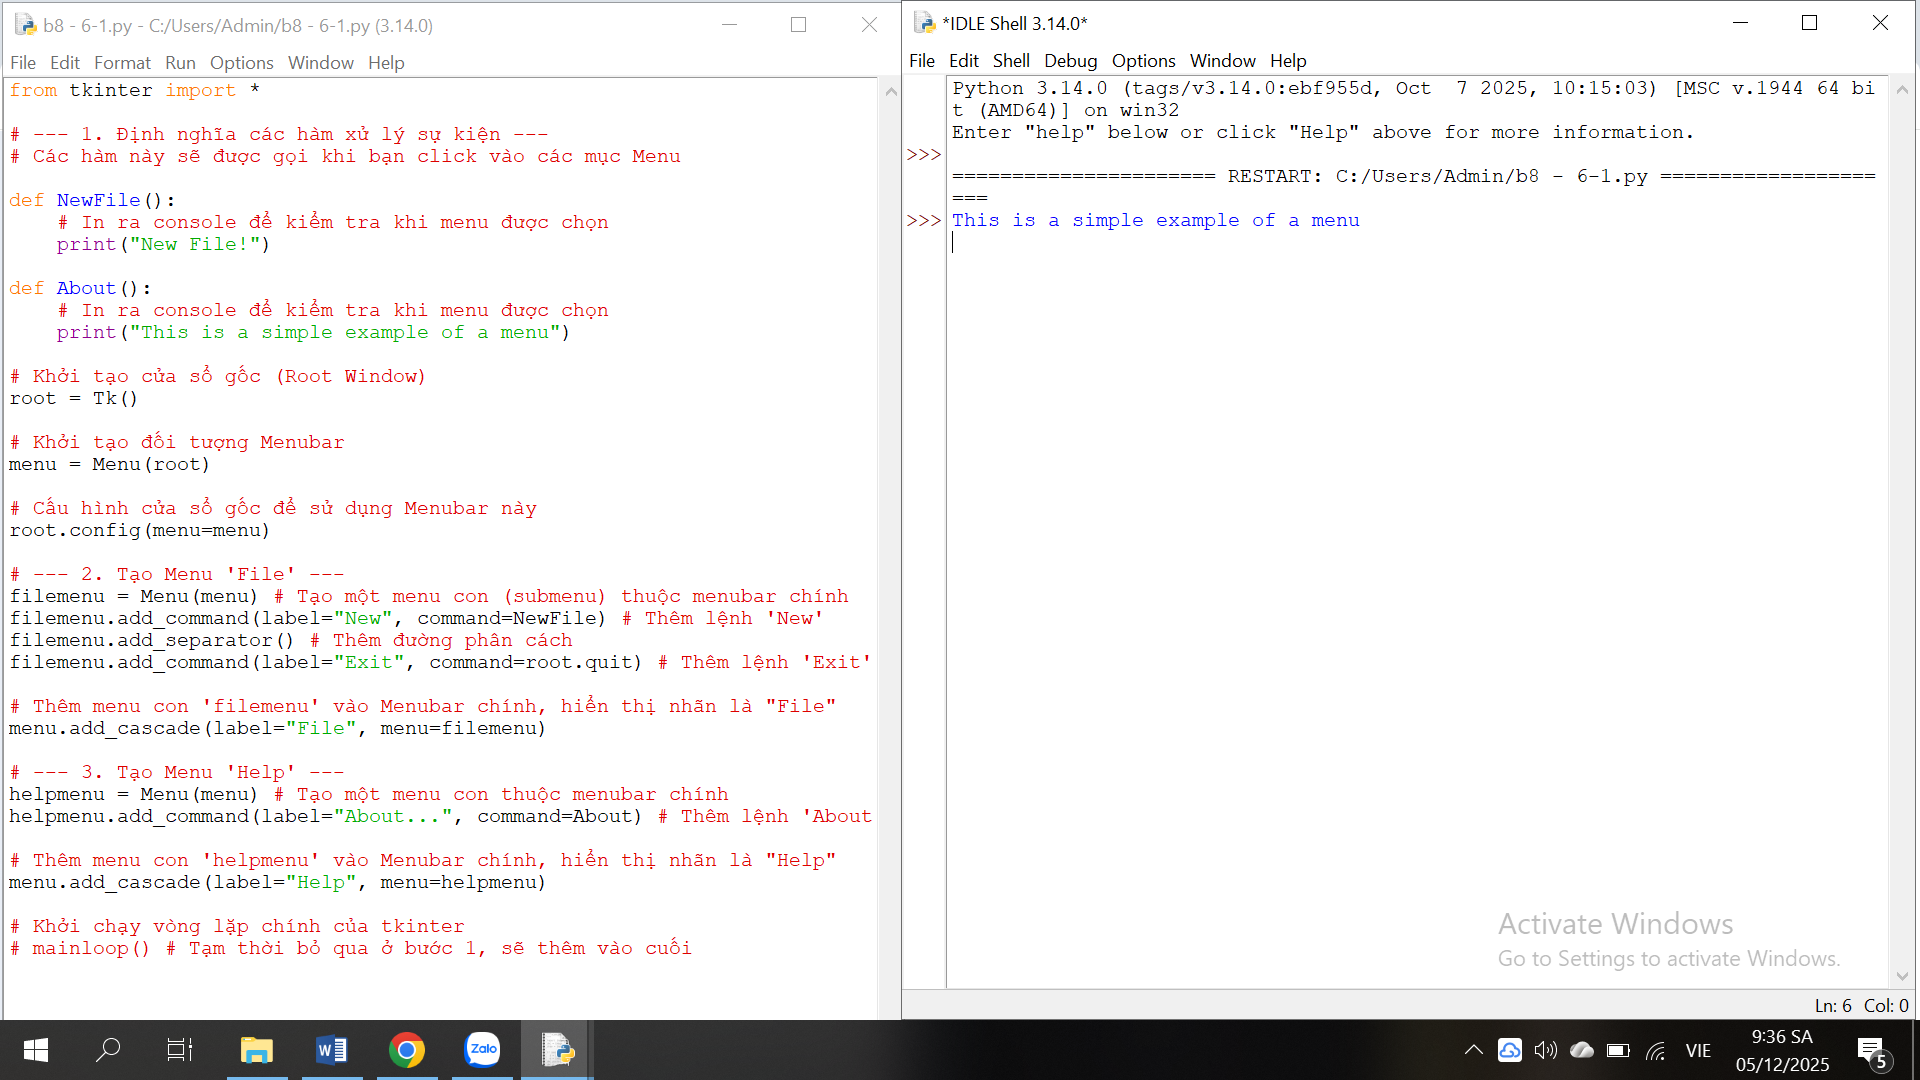 b8 - 6-1.py - C:/Users/Admin/b8 - 6-1.py (3.14.0)
File Edit Format Run Options Window Help
from tkinter import *
# --- 1. Định nghĩa các hàm xử lý sự kiện ---
# Các hàm này sẽ được gọi khi bạn click vào các mục Menu
def NewFile():
    # In ra console để kiểm tra khi menu được chọn
    print("New File!")
def About():
    # In ra console để kiểm tra khi menu được chọn
    print("This is a simple example of a menu")
# Khởi tạo cửa sổ gốc (Root Window)
root = Tk()
# Khởi tạo đối tượng Menubar
menu = Menu(root)
# Cấu hình cửa sổ gốc để sử dụng Menubar này
root.config(menu=menu)
# --- 2. Tạo Menu 'File' ---
filemenu = Menu(menu) # Tạo một menu con (submenu) thuộc menubar chính
filemenu.add_command(label="New", command=NewFile) # Thêm lệnh 'New'
filemenu.add_separator() # Thêm đường phân cách
filemenu.add_command(label="Exit", command=root.quit) # Thêm lệnh 'Exit'
# Thêm menu con 'filemenu' vào Menubar chính, hiển thị nhãn là "File"
menu.add_cascade(label="File", menu=filemenu)
# --- 3. Tạo Menu 'Help' ---
helpmenu = Menu(menu) # Tạo một menu con thuộc menubar chính
helpmenu.add_command(label="About...", command=About) # Thêm lệnh 'About
# Thêm menu con 'helpmenu' vào Menubar chính, hiển thị nhãn là "Help"
menu.add_cascade(label="Help", menu=helpmenu)
# Khởi chạy vòng lặp chính của tkinter
# mainloop() # Tạm thời bỏ qua ở bước 1, sẽ thêm vào cuối
*IDLE Shell 3.14.0*
File Edit Shell Debug Options Window Help
Python 3.14.0 (tags/v3.14.0:ebf955d, Oct  7 2025, 10:15:03) [MSC v.1944 64 bi
t (AMD64)] on win32
Enter "help" below or click "Help" above for more information.
>>>
====================== RESTART: C:/Users/Admin/b8 - 6-1.py ==================
===
>>> This is a simple example of a menu
Activate Windows
Go to Settings to activate Windows.
Ln: 6 Col: 0
Zalo
VIE
9:36 SA
05/12/2025
5